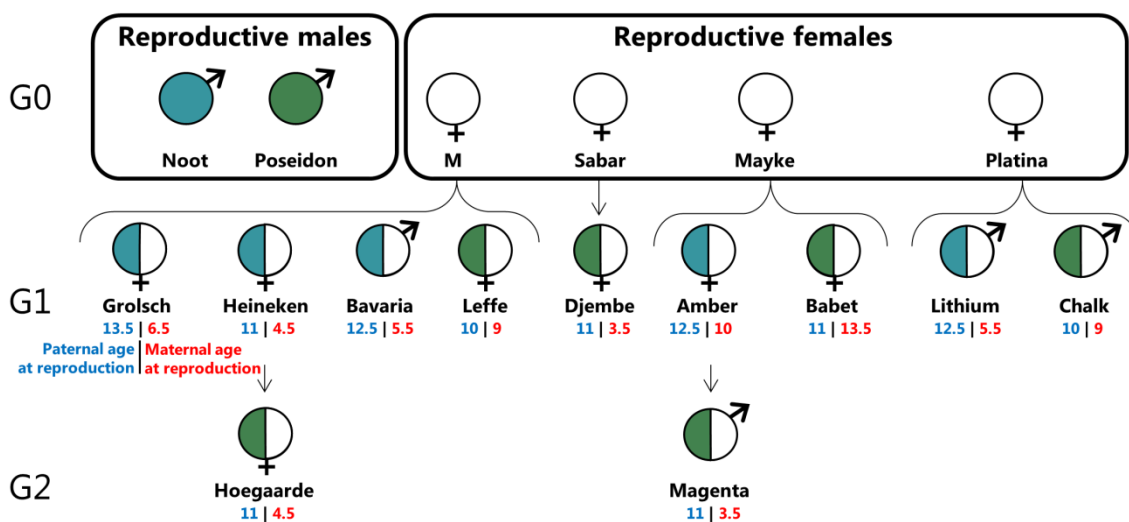 Reproductive males
Reproductive females
G0
Noot
Poseidon
M
Sabar
Mayke
Platina
G1
Grolsch
Heineken
Bavaria
Leffe
Djembe
Amber
Babet
Lithium
Chalk
13.5 | 6.5
11 | 4.5
12.5 | 5.5
10 | 9
11 | 3.5
12.5 | 10
11 | 13.5
12.5 | 5.5
10 | 9
Paternal age
at reproduction
Maternal age
at reproduction
G2
Hoegaarde
Magenta
11 | 4.5
11 | 3.5